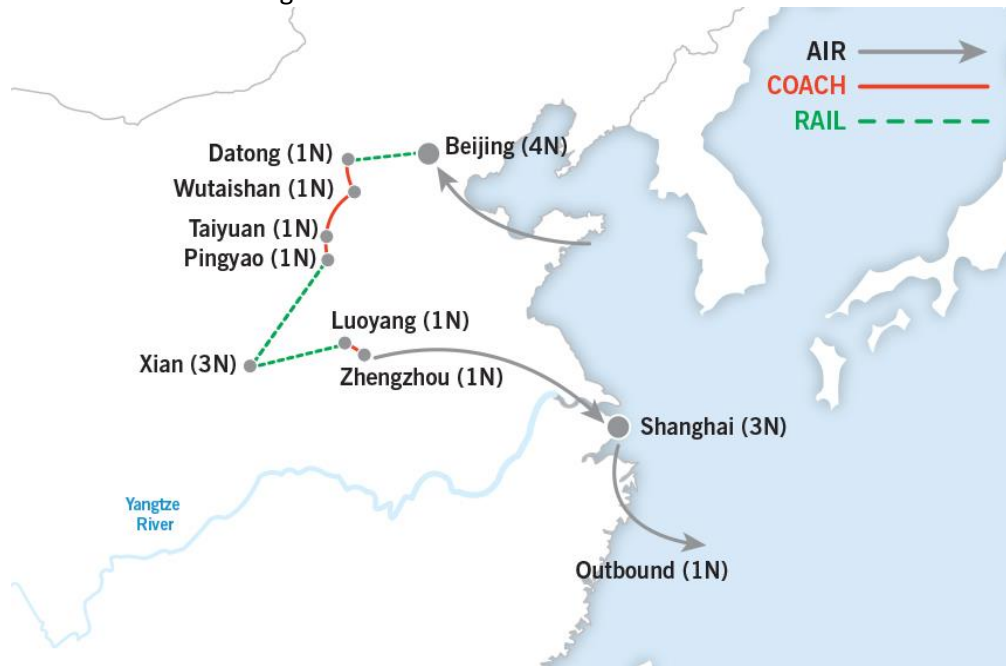 AIR
COACH
RAIL
Datong (1N)
Beijing (4N)
Wutaishan (1N)
Taiyuan (1N)
Pingyao (1N)
Luoyang (1N)
Xian (3N)
Zhengzhou (1N)
Shanghai (3N)
Yangtze
River
Outbound (1N)